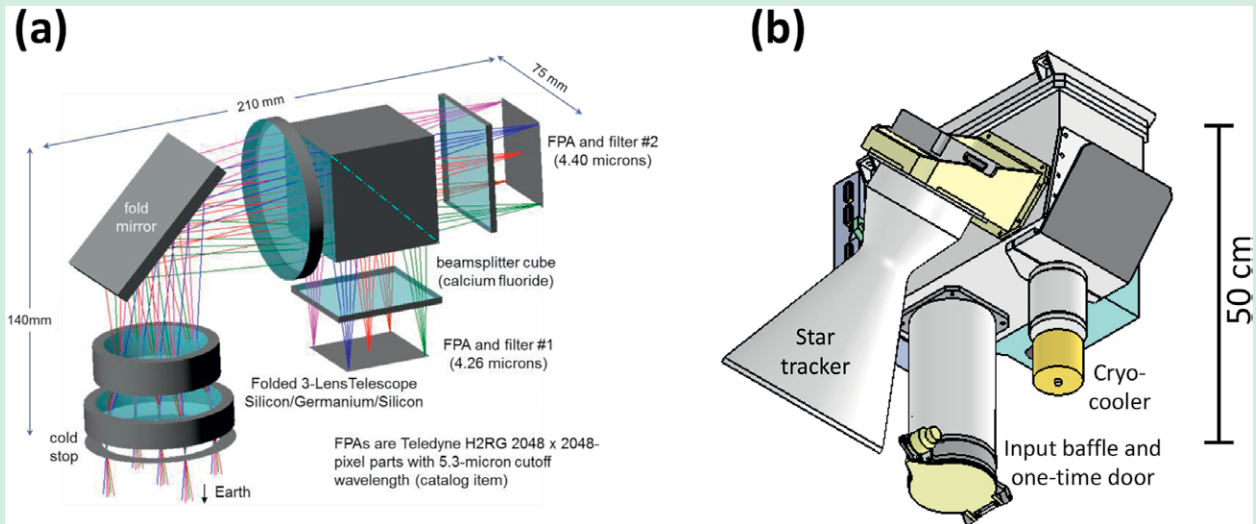 (a)
210 mm
75 mm
FPA and filter #2
(4.40 microns)
fold
mirror
beamsplitter cube
(calcium fluoride)
140mm
FPA and filter #1
(4.26 microns)
Folded 3-LensTelescope
Silicon/Germanium/Silicon
cold
stop
FPAs are Teledyne H2RG 2048 x 2048-
pixel parts with 5.3-micron cutoff
wavelength (catalog item)
Earth
(b)
50 cm
Star
tracker
Cryo-
cooler
Input baffle and
one-time door